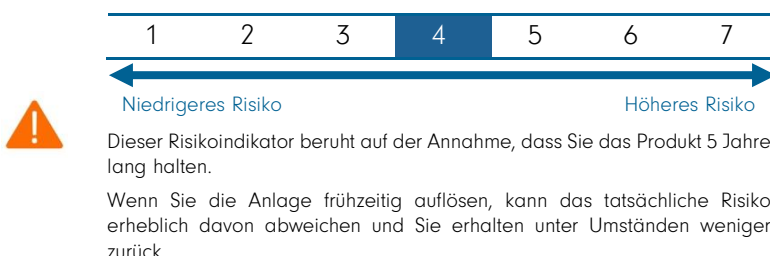 1 2 3 4 5 6 7
Niedrigeres Risiko Höheres Risiko
Dieser Risikoindikator beruht auf der Annahme, dass Sie das Produkt 5 Jahre
lang halten.
Wenn Sie die Anlage frühzeitig auflösen, kann das tatsächliche Risiko
erheblich davon abweichen und Sie erhalten unter Umständen weniger
zurück